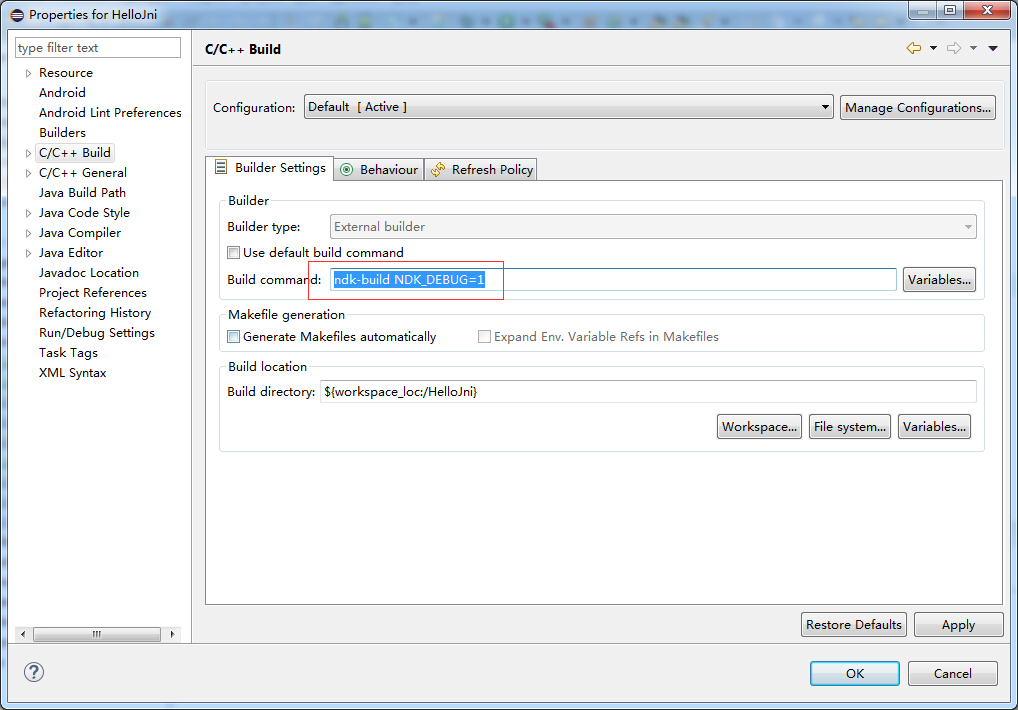 Properties for HelloJni
type filter text
Resource
Android
Android Lint Preferences
Builders
C/C++ Build
C/C++ General
Java Build Path
Java Code Style
Java Compiler
Java Editor
Javadoc Location
Project References
Refactoring History
Run/Debug Settings
Task Tags
XML Syntax
C/C++ Build
Configuration: Default [ Active ] Manage Configurations...
Builder Settings Behaviour Refresh Policy
Builder
Builder type: External builder
Use default build command
Build command: ndk-build NDK_DEBUG=1 Variables...
Makefile generation
Generate Makefiles automatically Expand Env. Variable Refs in Makefiles
Build location
Build directory: ${workspace_loc:/HelloJni}
Workspace... File system... Variables...
Restore Defaults Apply
? OK Cancel